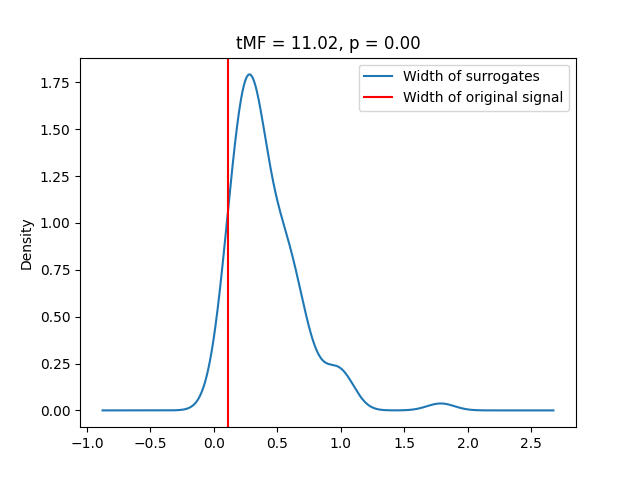 tMF = 11.02, p = 0.00
Width of surrogates
Width of original signal
Density
1.75
1.50
1.25
1.00
0.75
0.50
0.25
0.00
−1.0 −0.5 0.0 0.5 1.0 1.5 2.0 2.5